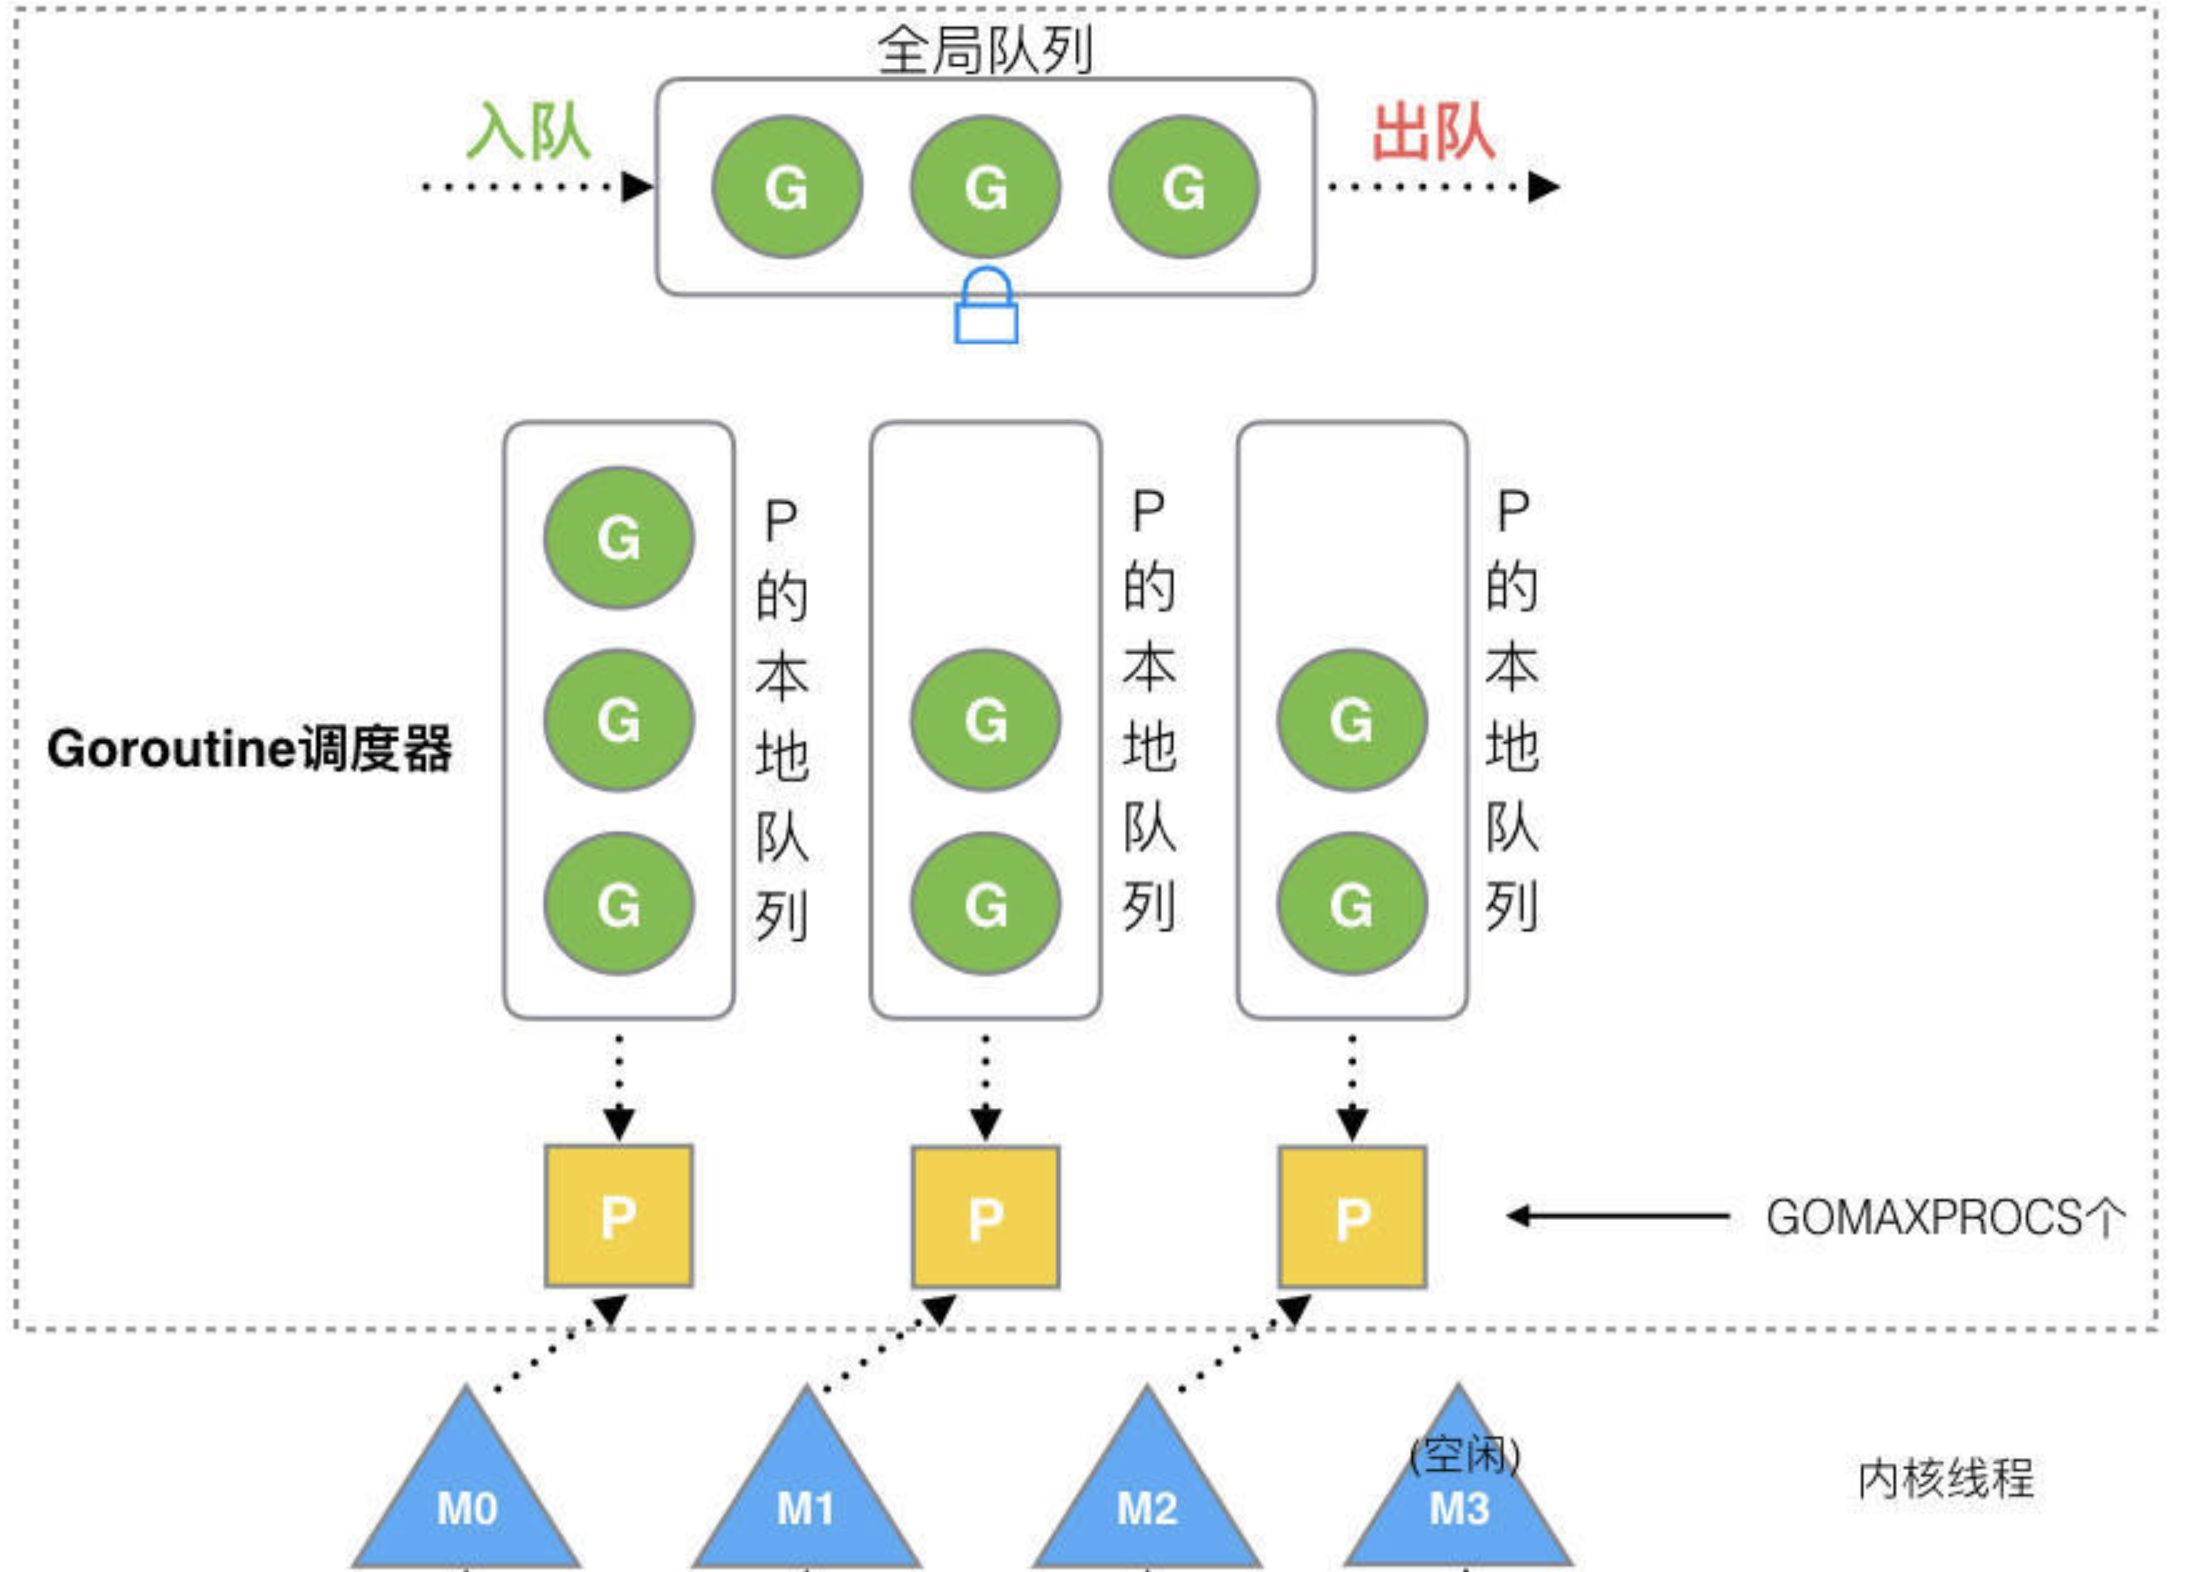 全局队列
入队
出队
G G G
G
G
G
P的本地队列
G
G
P的本地队列
G
G
P的本地队列
Goroutine调度器
P P P
GOMAXPROCS个
M0 M1 M2
(空闲)
M3
内核线程